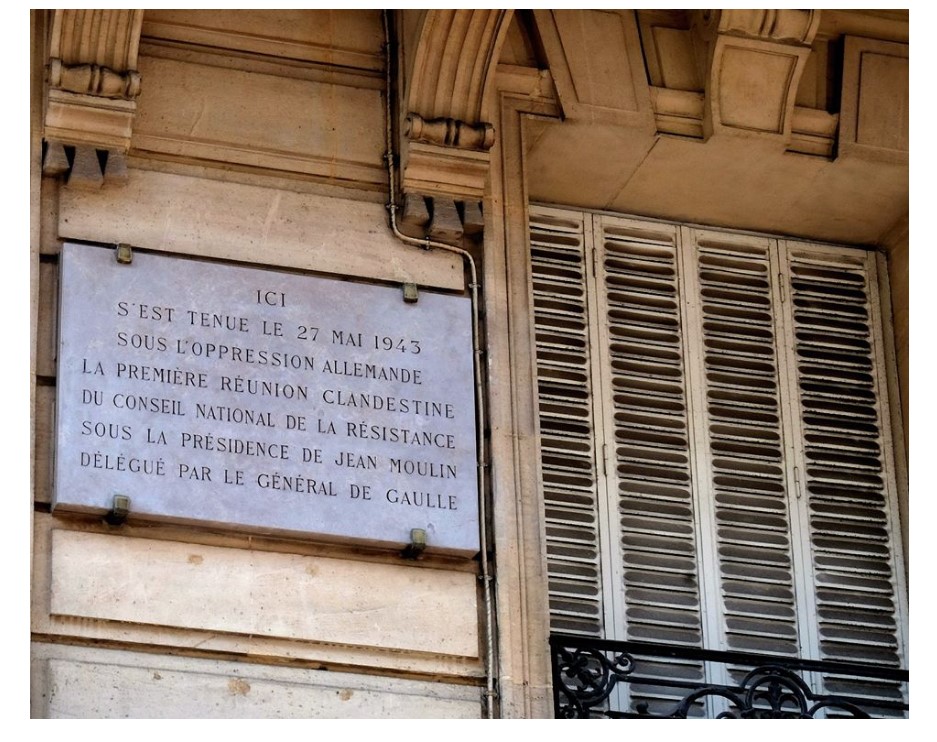 ICI
S'EST TENUE LE 27 MAI 1943
SOUS L'OPPRESSION ALLEMANDE
LA PREMIÈRE RÉUNION CLANDESTINE
DU CONSEIL NATIONAL DE LA RÉSISTANCE
SOUS LA PRÉSIDENCE DE JEAN MOULIN
DÉLÉGUÉ PAR LE GÉNÉRAL DE GAULLE